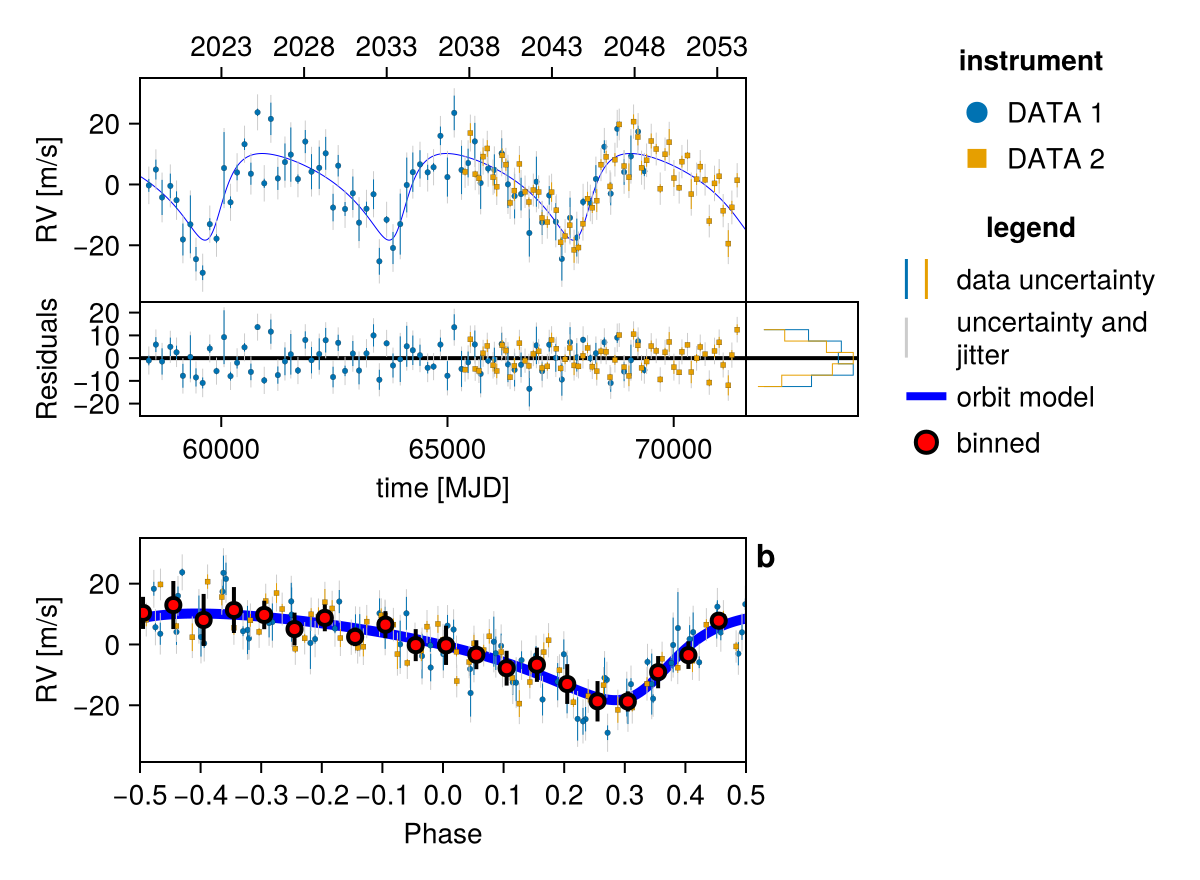 2023 2028 2033 2038 2043 2048 2053
RV [m/s]
20
0
−20
Residuals
20
10
0
−10
−20
60000 65000 70000
time [MJD]
instrument
DATA 1
DATA 2
legend
data uncertainty
uncertainty and
jitter
orbit model
binned
b
RV [m/s]
20
0
−20
−0.5 −0.4 −0.3 −0.2 −0.1 0.0 0.1 0.2 0.3 0.4 0.5
Phase